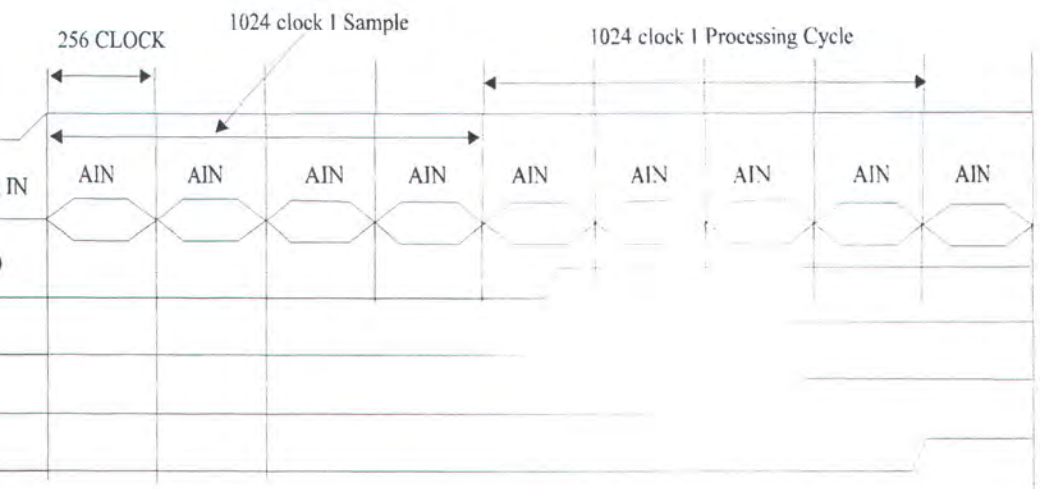 1024 clock 1 Sample
256 CLOCK
1024 clock 1 Processing Cycle
IN AIN AIN AIN AIN AIN AIN AIN AIN AIN